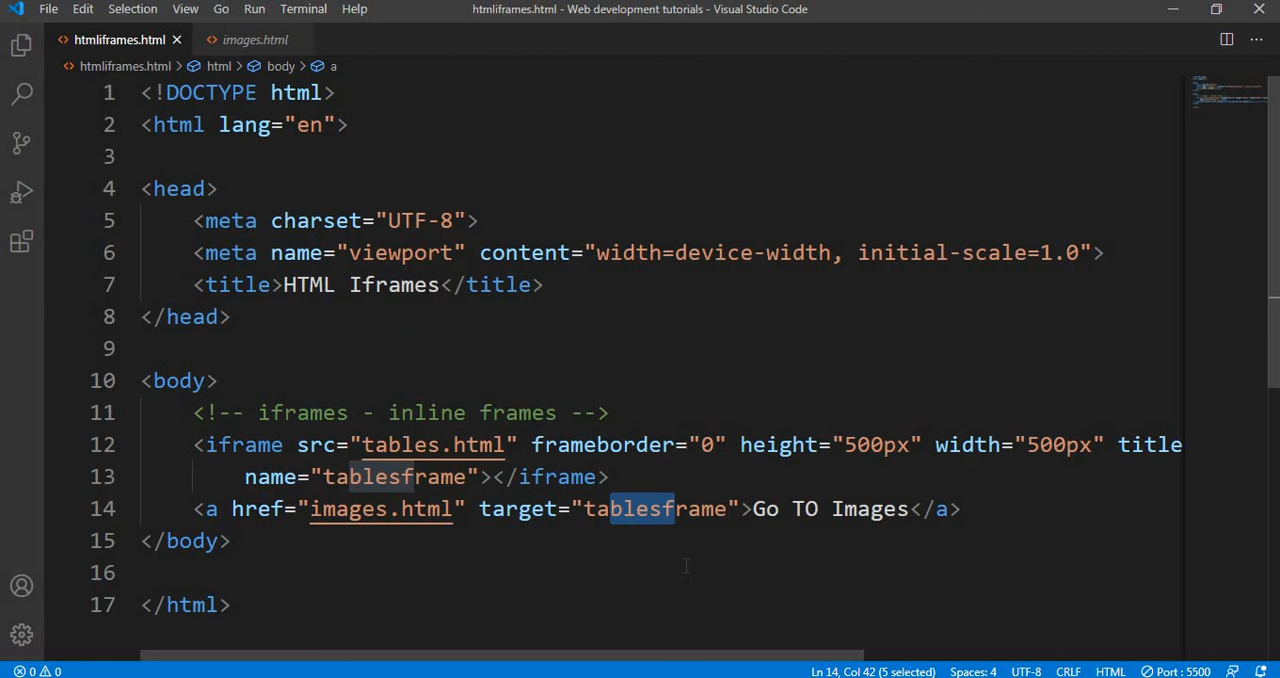 File Edit Selection View Go Run Terminal Help htmliframes.html - Web development tutorials - Visual Studio Code
htmliframes.html images.html
htmliframes.html > html > body > a
1 <!DOCTYPE html>
2 <html lang="en">
3
4 <head>
5 <meta charset="UTF-8">
6 <meta name="viewport" content="width=device-width, initial-scale=1.0">
7 <title>HTML Iframes</title>
8 </head>
9
10 <body>
11 <!-- iframes - inline frames -->
12 <iframe src="tables.html" frameborder="0" height="500px" width="500px" title
13 name="tablesframe"></iframe>
14 <a href="images.html" target="tablesframe">Go TO Images</a>
15 </body>
16
17 </html>
0 0 Ln 14, Col 42 (5 selected) Spaces: 4 UTF-8 CRLF HTML Port : 5500